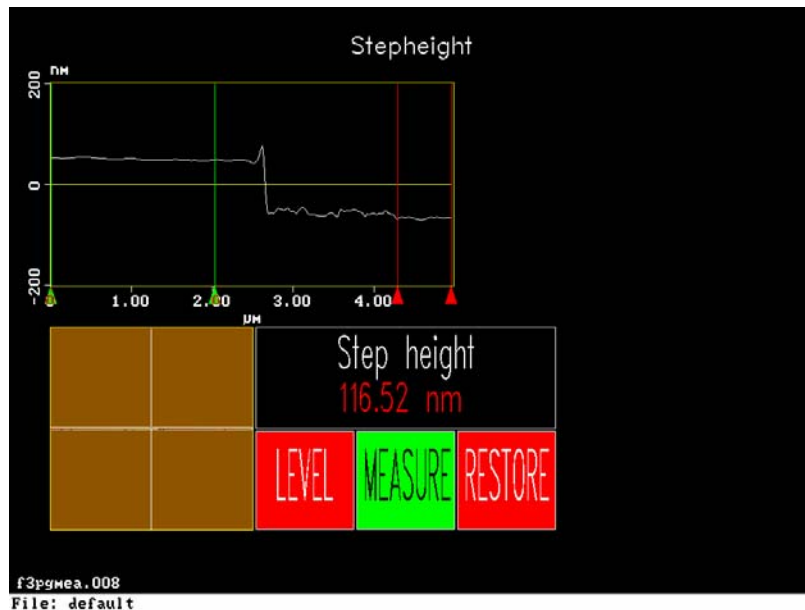 Stepheight
nM
200
0
-200
0 1.00 2.00 3.00 4.00
µM
Step height
116.52 nm
LEVEL MEASURE RESTORE
f3pgmea.008
File: default